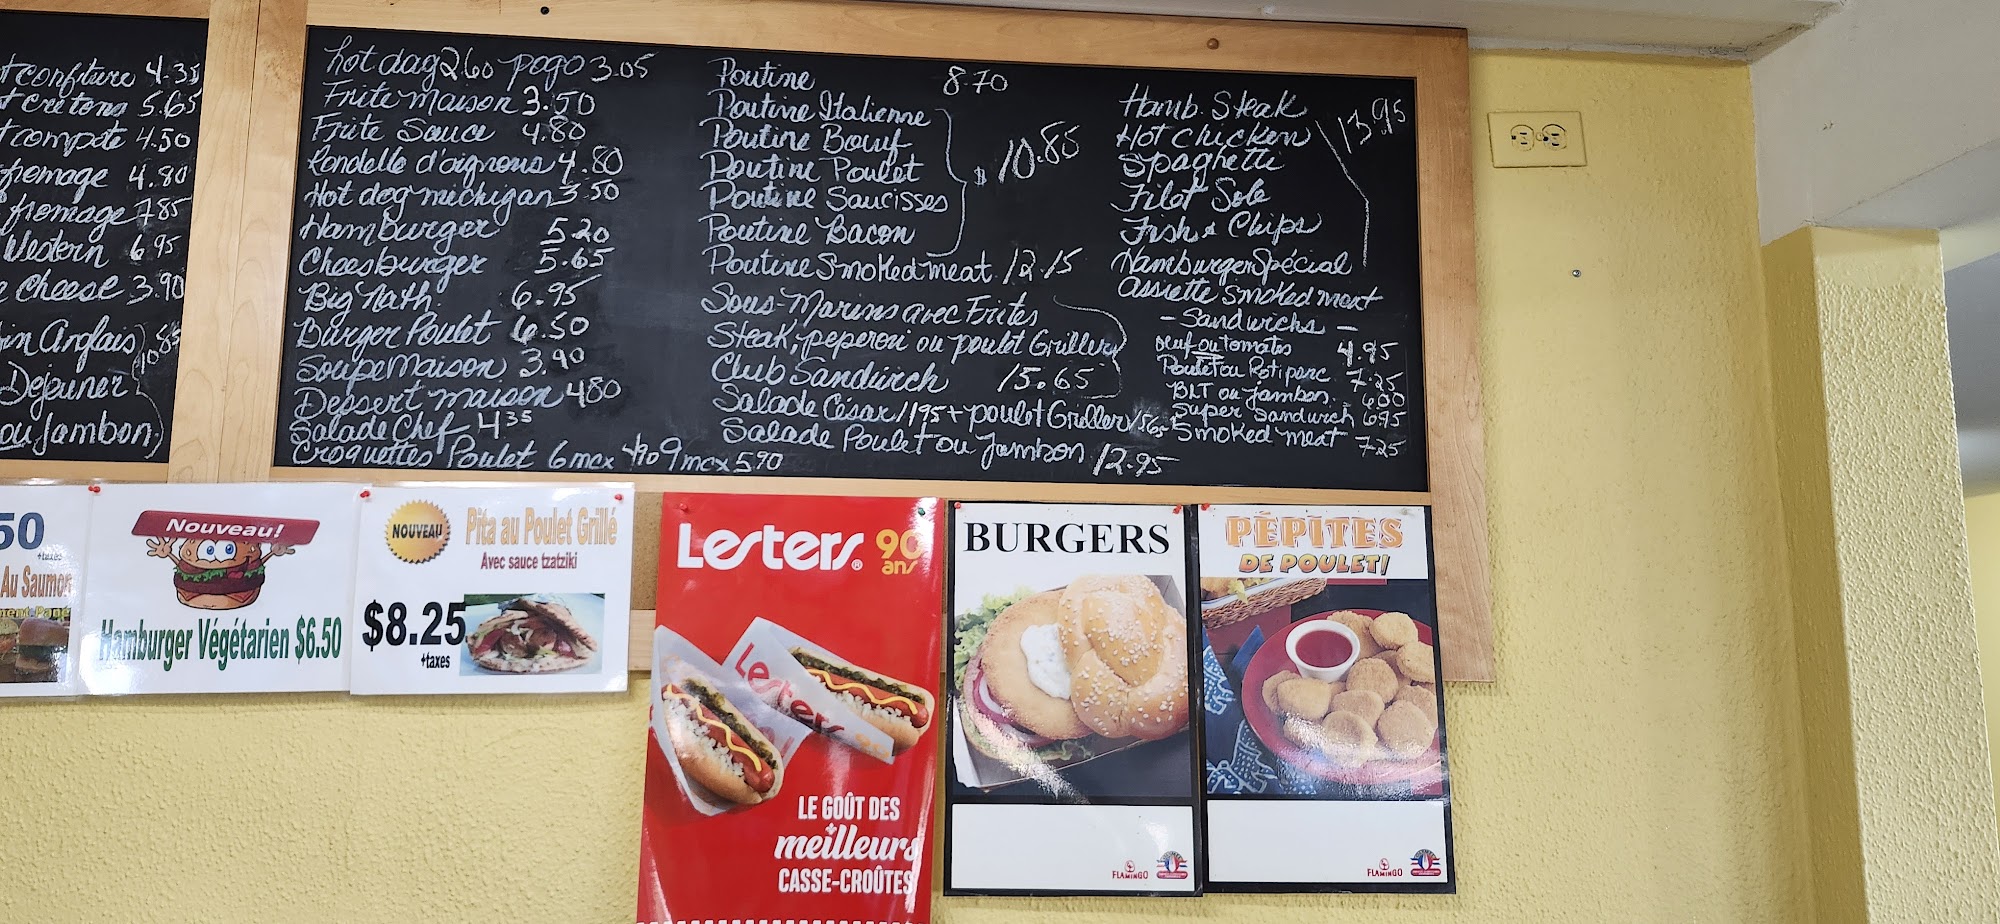 confiture 4.35
cretons 5.65
compote 4.50
fromage 4.80
fromage 7.85
Western 6.95
cheese 3.90
Anglais
10.85
Dejeuner
ou jambon
hot dog 2.60 pogo 3.05
Frite maison 3.50
Frite Sauce 4.80
Rondelle d'oignons 4.80
Hot dog michigan 3.50
Hamburger 5.20
Cheesburger 5.65
Big Nath. 6.95
Burger Poulet 6.50
Soupe Maison 3.90
Dessert maison 4.80
Salade Chef 4.35
Croquettes Poulet 6 mcx 9 mcx 5.90
Poutine 8.70
Poutine Italienne
Poutine Boeuf
Poutine Poulet
Poutine Saucisses
Poutine Bacon
$10.85
Poutine Smoked meat 12.15
Sous-Marins avec Frites
Steak, peperoni ou poulet Griller
Club Sandwich 15.65
Salade César 11.95 + poulet Griller 15.65
Salade Poulet ou Jambon 12.95
Hamb. Steak
Hot Chicken
Spaghetti
Filet Sole
Fish & Chips
Hamburger Spécial
13.95
assiette smoked meat
- Sandwichs -
oeuf ou tomates 4.95
Poulet ou Roti porc 7.25
BLT ou jambon. 6.00
Super Sandwich 6.95
Smoked meat 7.25
50
+taxes
Au Saumon
Nouveau!
Hamburger Végétarien $6.50
NOUVEAU
Pita au Poulet Grillé
Avec sauce tzatziki
$8.25
+taxes
Lesters® 90
ans
Lesters
LE GOÛT DES
meilleurs
CASSE-CROÛTES
BURGERS
FLAMINGO
PÉPITES
DE POULET!
FLAMINGO